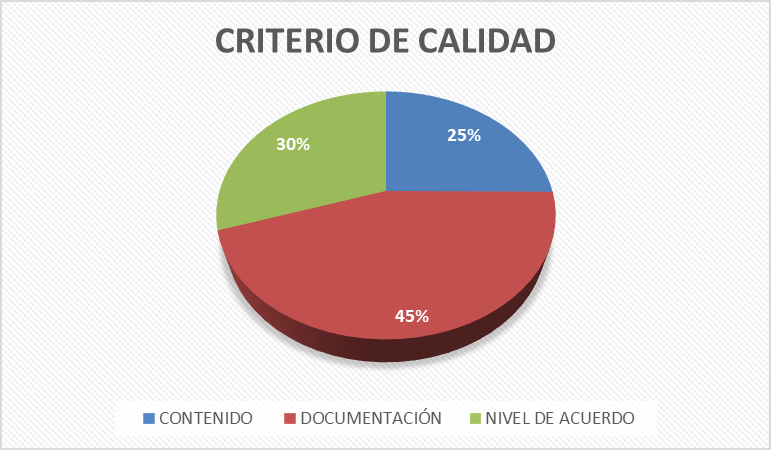 CRITERIO DE CALIDAD
25%
30%
45%
CONTENIDO DOCUMENTACIÓN NIVEL DE ACUERDO